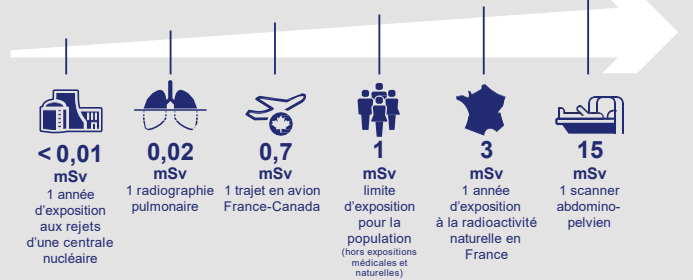 < 0,01
mSv
1 année
d'exposition
aux rejets
d'une centrale
nucléaire
0,02
mSv
1 radiographie
pulmonaire
0,7
mSv
1 trajet en avion
France-Canada
1
mSv
limite
d'exposition
pour la
population
(hors expositions
médicales et
naturelles)
3
mSv
1 année
d'exposition
à la radioactivité
naturelle en
France
15
mSv
1 scanner
abdomino-
pelvien